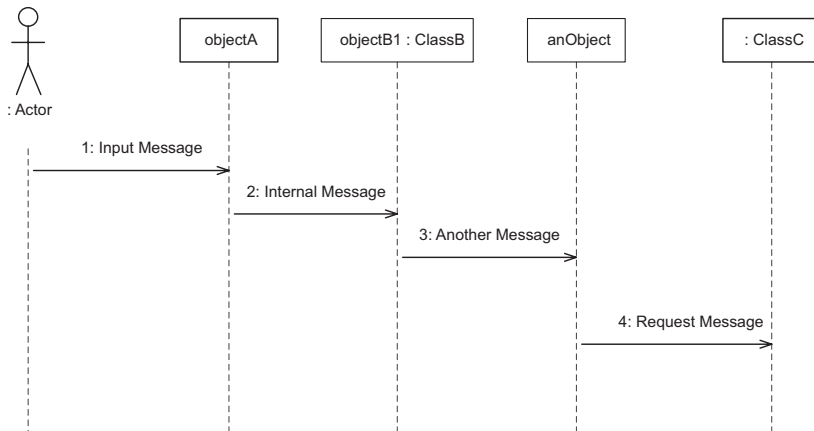 objectA
objectB1 : ClassB
anObject
: ClassC
: Actor
1: Input Message
2: Internal Message
3: Another Message
4: Request Message